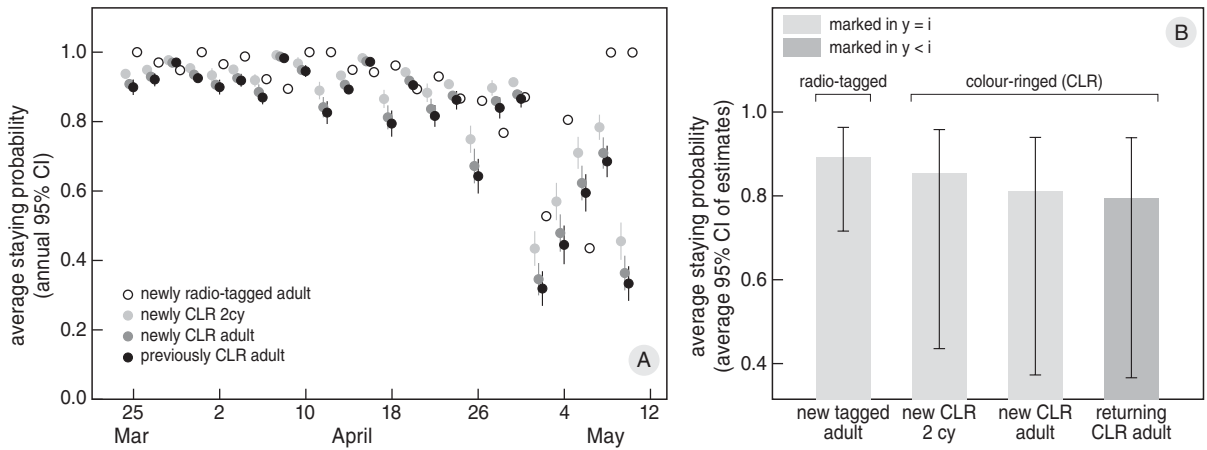 average staying probability
(annual 95% CI)
1.0
0.8
0.6
0.4
0.2
0.0
newly radio-tagged adult
newly CLR 2cy
newly CLR adult
previously CLR adult
A
25 2 10 18 26 4 12
Mar April May
average staying probability
(average 95% CI of estimates)
marked in y = i
marked in y < i
B
radio-tagged colour-ringed (CLR)
1.0
0.8
0.6
0.4
new tagged adult
new CLR 2 cy
new CLR adult
returning CLR adult